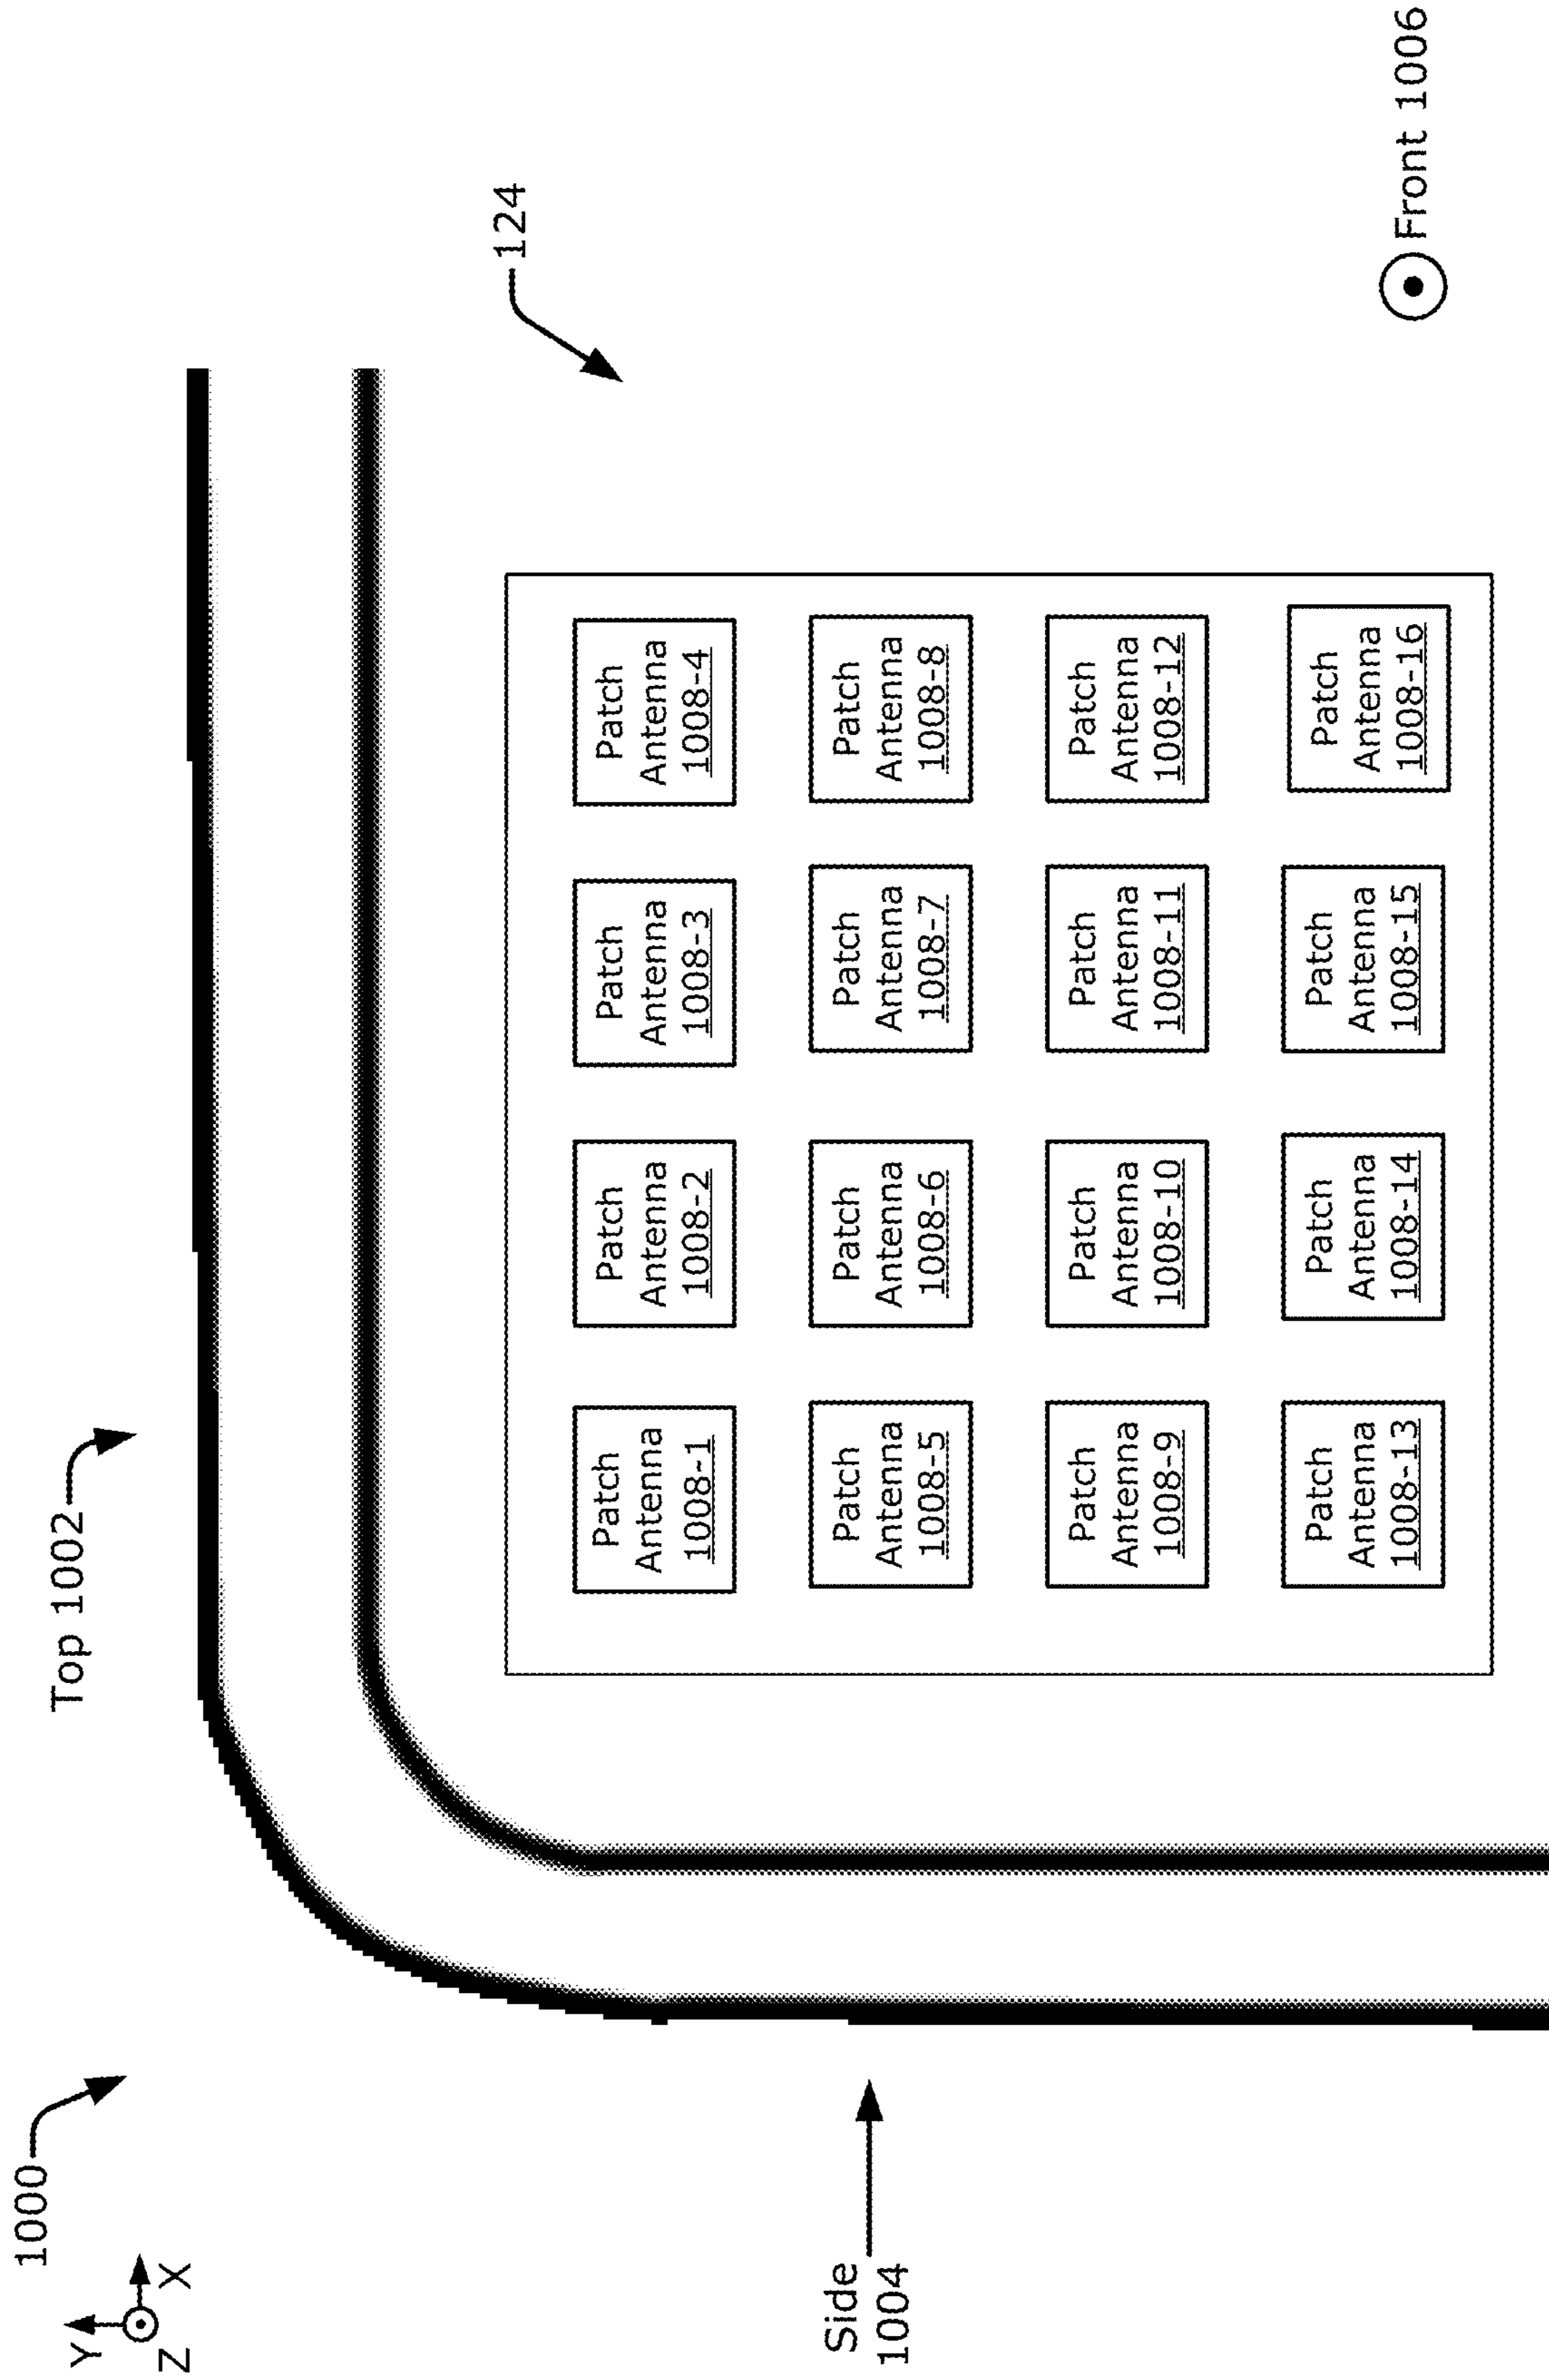 1000
Y
Z
X
Top 1002
124
Side
1004
Patch
Antenna
1008-1
Patch
Antenna
1008-2
Patch
Antenna
1008-3
Patch
Antenna
1008-4
Patch
Antenna
1008-5
Patch
Antenna
1008-6
Patch
Antenna
1008-7
Patch
Antenna
1008-8
Patch
Antenna
1008-9
Patch
Antenna
1008-10
Patch
Antenna
1008-11
Patch
Antenna
1008-12
Patch
Antenna
1008-13
Patch
Antenna
1008-14
Patch
Antenna
1008-15
Patch
Antenna
1008-16
Front 1006